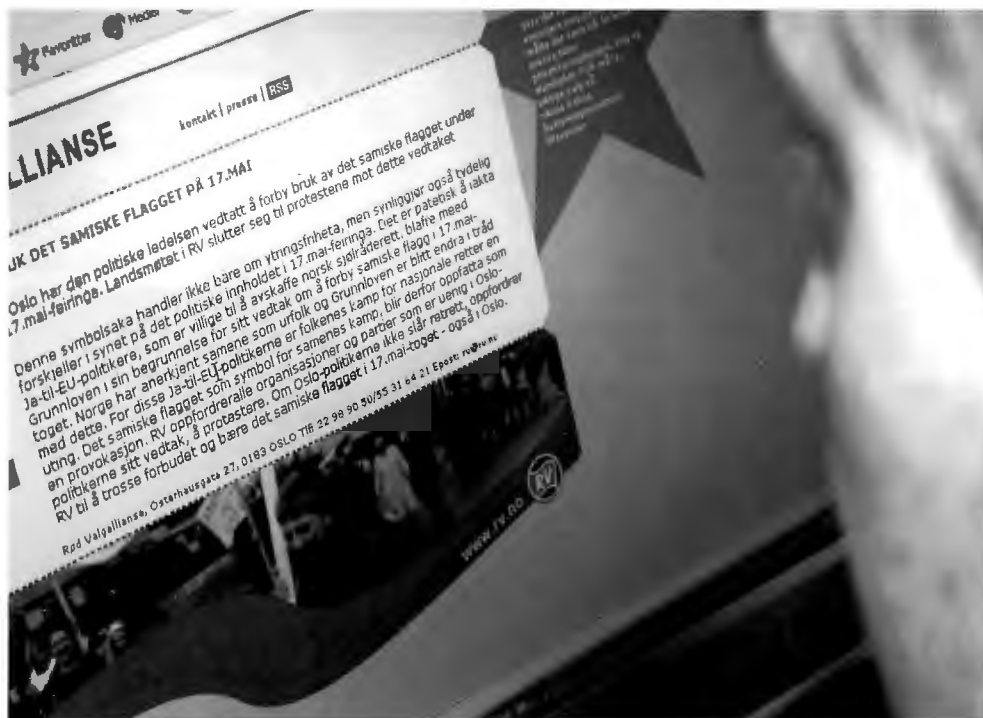 Favoritter Medier
kontakt | presse | RSS
LLIANSE
UK DET SAMISKE FLAGGET PÅ 17.MAI
Oslo har den politiske ledelsen vedtatt å forby bruk av det samiske flagget under
17.mai-feiringa. Landsmøtet i RV slutter seg til protestene mot dette vedtaket
Denne symbolsaka handler ikke bare om ytringsfriheta, men synliggjør også tydelig
forskjeller i synet på det politiske innholdet i 17.mai-feiringa. Det er patetisk å iakta
Ja-til-EU-politikere, som er villige til å avskaffe norsk sjølråderett, blafre meed
Grunnloven i sin begrunnelse for sitt vedtak om å forby samiske flagg i 17.mai-
toget. Norge har anerkjent samene som urfolk og Grunnloven er blitt endra i tråd
med dette. For disse Ja-til-EU-politikerne er folkenes kamp for nasjonale retter en
uting. Det samiske flagget som symbol for samenes kamp, blir derfor oppfatta som
en provokasjon. RV oppfordreralle organisasjoner og partier som er uenig i Oslo-
politikerne sitt vedtak, å protestere. Om Oslo-politikerne ikke slår retrett, oppfordrer
RV til å trosse forbudet og bære det samiske flagget i 17.mai-toget - også i Oslo.
Rød Valgallianse, Osterhausgata 27, 0183 OSLO Tlf 22 98 90 50/55 31 64 21 Epost: rv@rv.no
www.rv.no RV